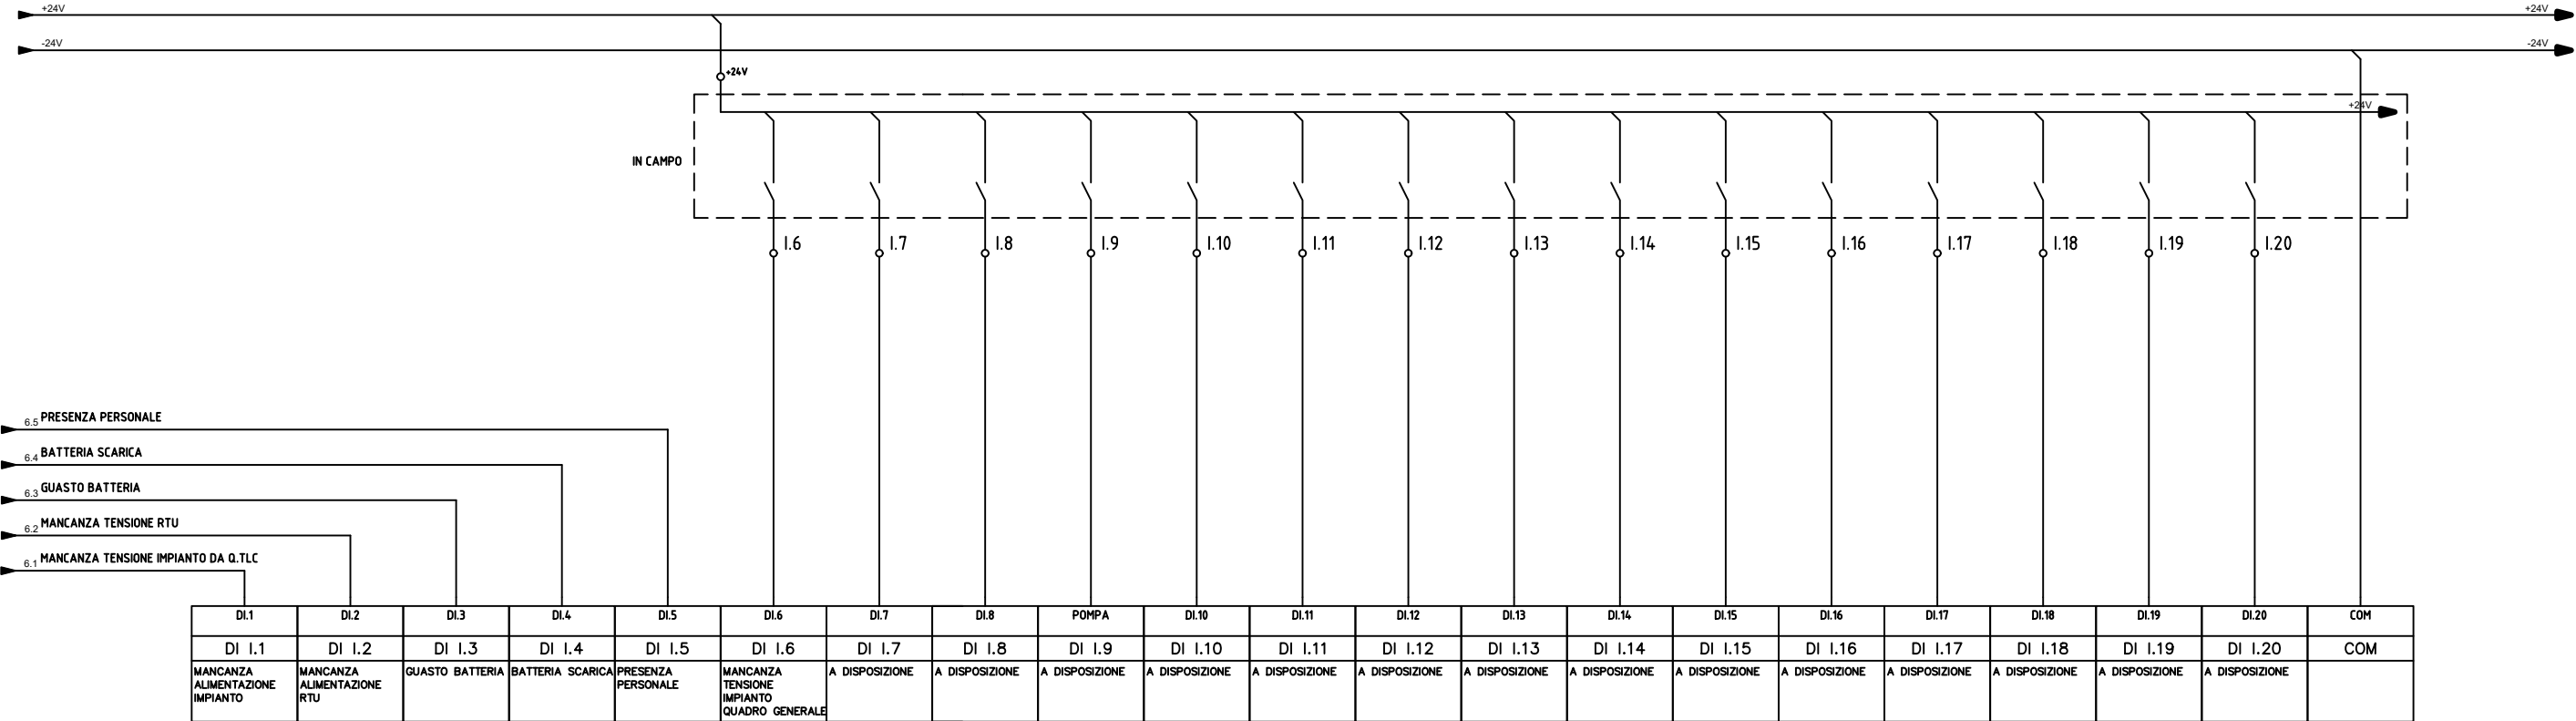 +24V
+24V
-24V
-24V
+24V
+24V
IN CAMPO
I.6 I.7 I.8 I.9 I.10 I.11 I.12 I.13 I.14 I.15 I.16 I.17 I.18 I.19 I.20
6.5 PRESENZA PERSONALE
6.4 BATTERIA SCARICA
6.3 GUASTO BATTERIA
6.2 MANCANZA TENSIONE RTU
6.1 MANCANZA TENSIONE IMPIANTO DA Q.TLC
DI.1 DI.2 DI.3 DI.4 DI.5 DI.6 DI.7 DI.8 POMPA DI.10 DI.11 DI.12 DI.13 DI.14 DI.15 DI.16 DI.17 DI.18 DI.19 DI.20 COM
DI I.1 DI I.2 DI I.3 DI I.4 DI I.5 DI I.6 DI I.7 DI I.8 DI I.9 DI I.10 DI I.11 DI I.12 DI I.13 DI I.14 DI I.15 DI I.16 DI I.17 DI I.18 DI I.19 DI I.20 COM
MANCANZA
ALIMENTAZIONE
IMPIANTO
MANCANZA
ALIMENTAZIONE
RTU
GUASTO BATTERIA
BATTERIA SCARICA
PRESENZA
PERSONALE
MANCANZA
TENSIONE
IMPIANTO
QUADRO GENERALE
A DISPOSIZIONE
A DISPOSIZIONE
A DISPOSIZIONE
A DISPOSIZIONE
A DISPOSIZIONE
A DISPOSIZIONE
A DISPOSIZIONE
A DISPOSIZIONE
A DISPOSIZIONE
A DISPOSIZIONE
A DISPOSIZIONE
A DISPOSIZIONE
A DISPOSIZIONE
A DISPOSIZIONE